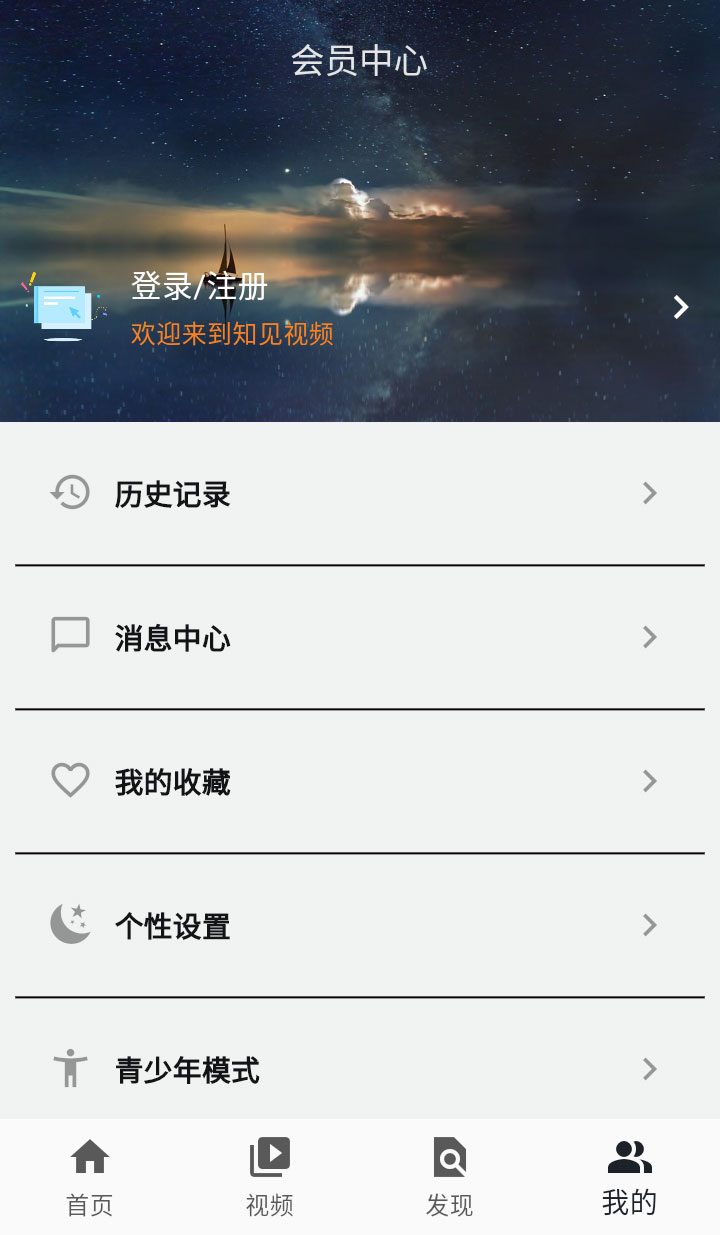 会员中心
登录/注册
欢迎来到知见视频
历史记录
消息中心
我的收藏
个性设置
青少年模式
首页
视频
发现
我的